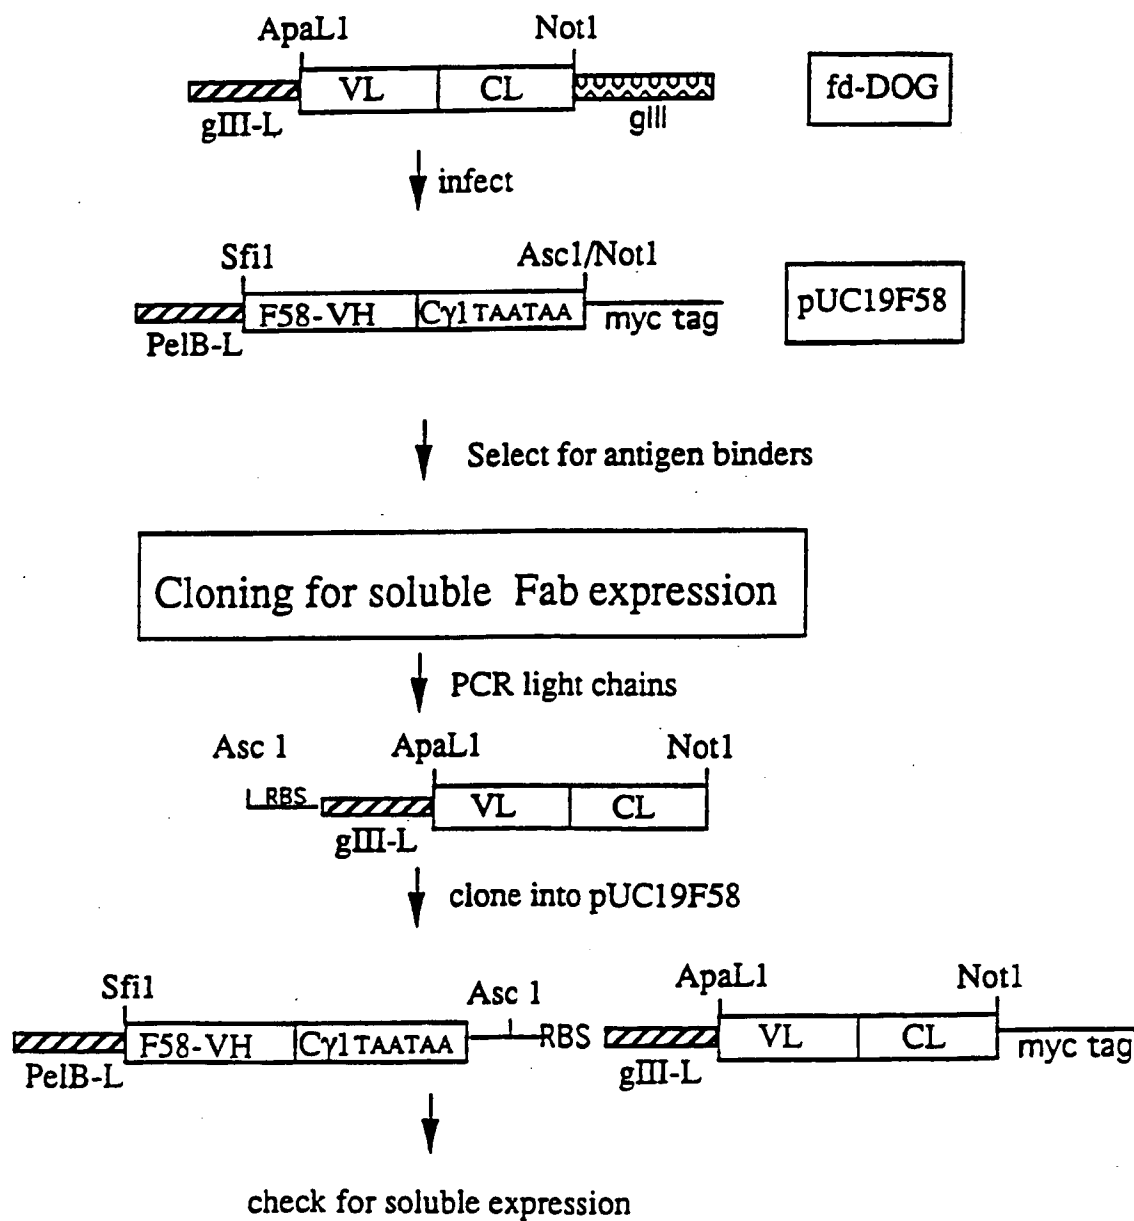 ApaL1 Not1
VL CL
fd-DOG
gIII-L gIII
infect
Sfi1 Asc1/Not1
F58-VH Cγ1 TAATAA
pUC19F58
PelB-L myc tag
Select for antigen binders
Cloning for soluble Fab expression
PCR light chains
Asc 1 ApaL1 Not1
RBS VL CL
gIII-L
clone into pUC19F58
Sfi1 Asc 1 ApaL1 Not1
F58-VH Cγ1 TAATAA RBS VL CL myc tag
PelB-L gIII-L
check for soluble expression